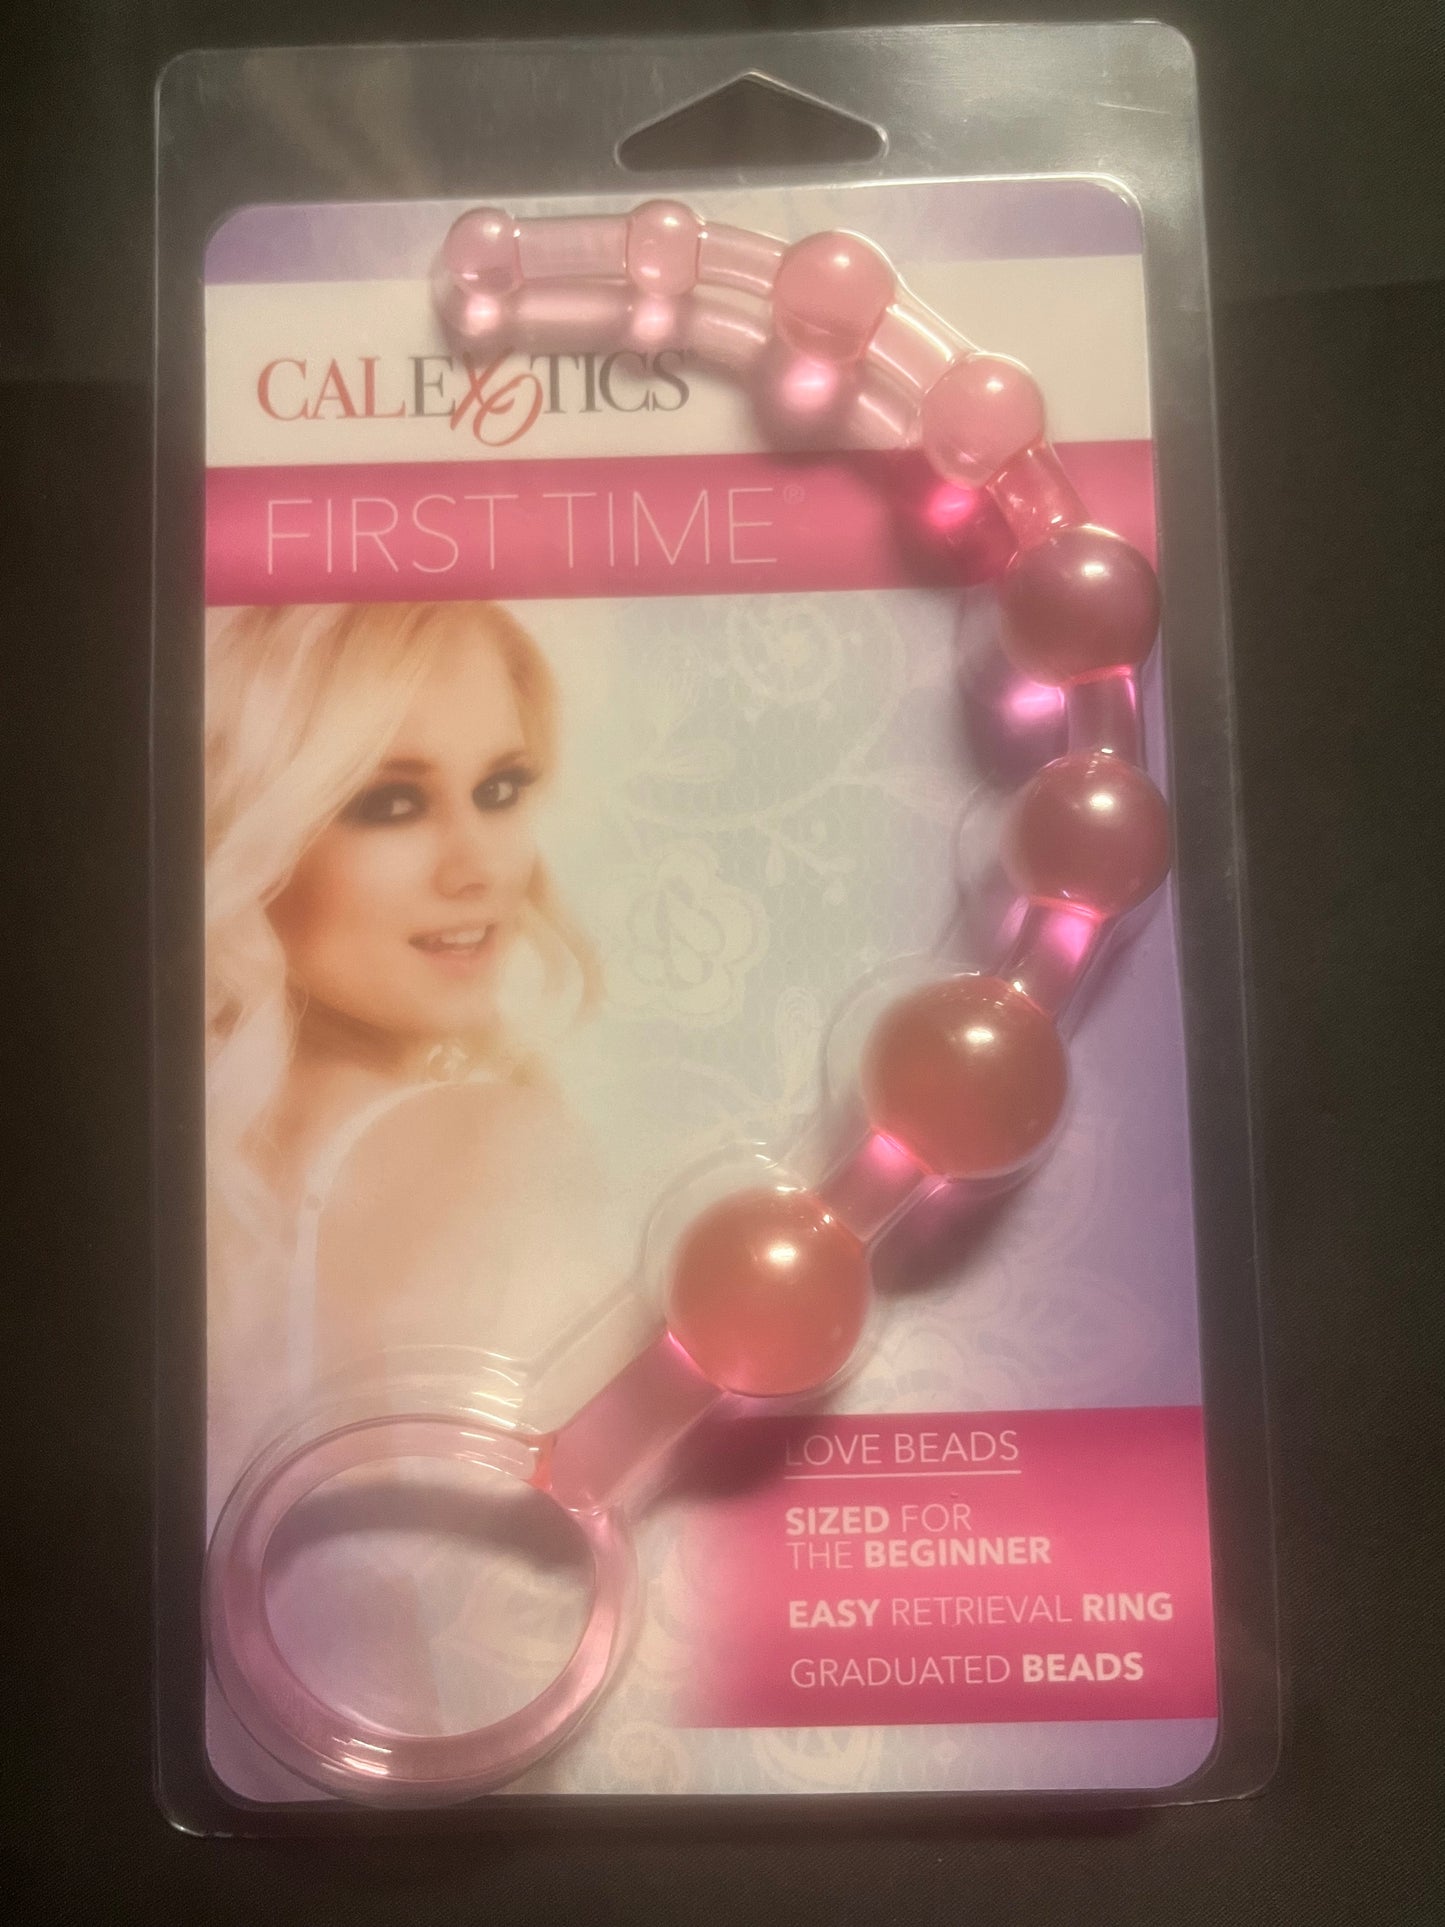 CALEXOTICS®
FIRST TIME®
LOVE BEADS
SIZED FOR
THE BEGINNER
EASY RETRIEVAL RING
GRADUATED BEADS